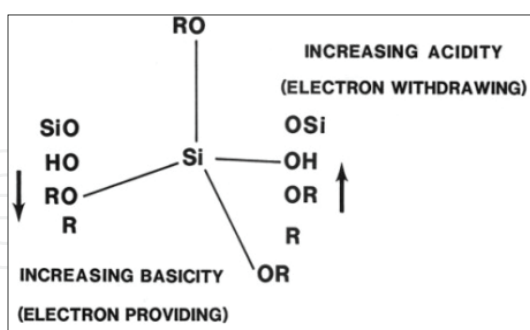 RO
INCREASING ACIDITY
(ELECTRON WITHDRAWING)
SiO
OSi
HO
Si
OH
RO
OR
R
R
OR
INCREASING BASICITY
(ELECTRON PROVIDING)